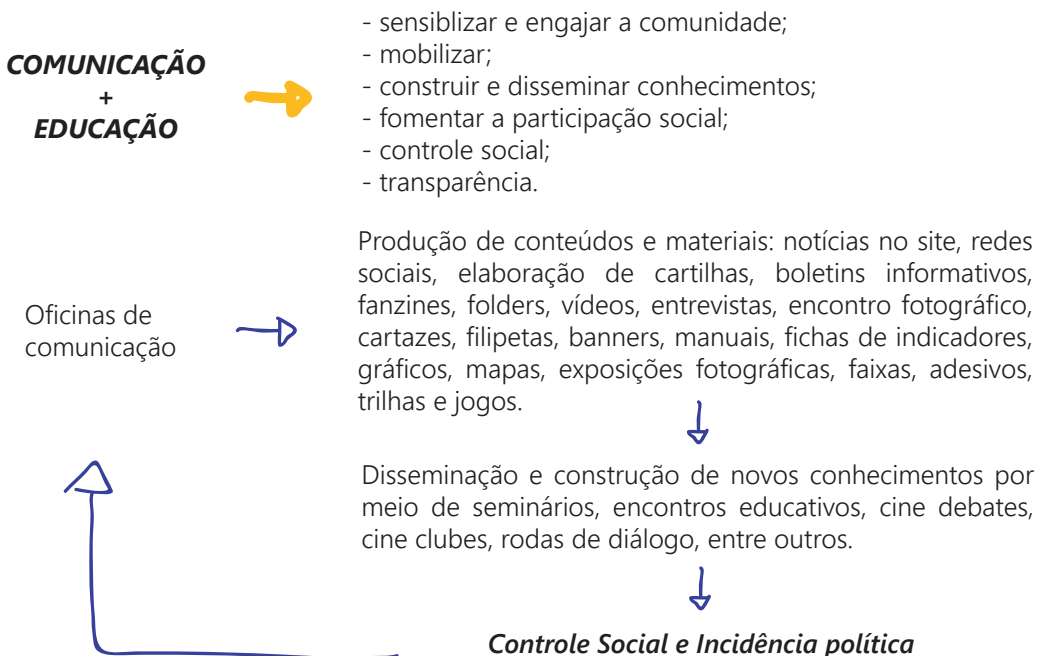 COMUNICAÇÃO
+
EDUCAÇÃO
- sensiblizar e engajar a comunidade;
- mobilizar;
- construir e disseminar conhecimentos;
- fomentar a participação social;
- controle social;
- transparência.
Oficinas de
comunicação
Produção de conteúdos e materiais: notícias no site, redes
sociais, elaboração de cartilhas, boletins informativos,
fanzines, folders, vídeos, entrevistas, encontro fotográfico,
cartazes, filipetas, banners, manuais, fichas de indicadores,
gráficos, mapas, exposições fotográficas, faixas, adesivos,
trilhas e jogos.
Disseminação e construção de novos conhecimentos por
meio de seminários, encontros educativos, cine debates,
cine clubes, rodas de diálogo, entre outros.
Controle Social e Incidência política